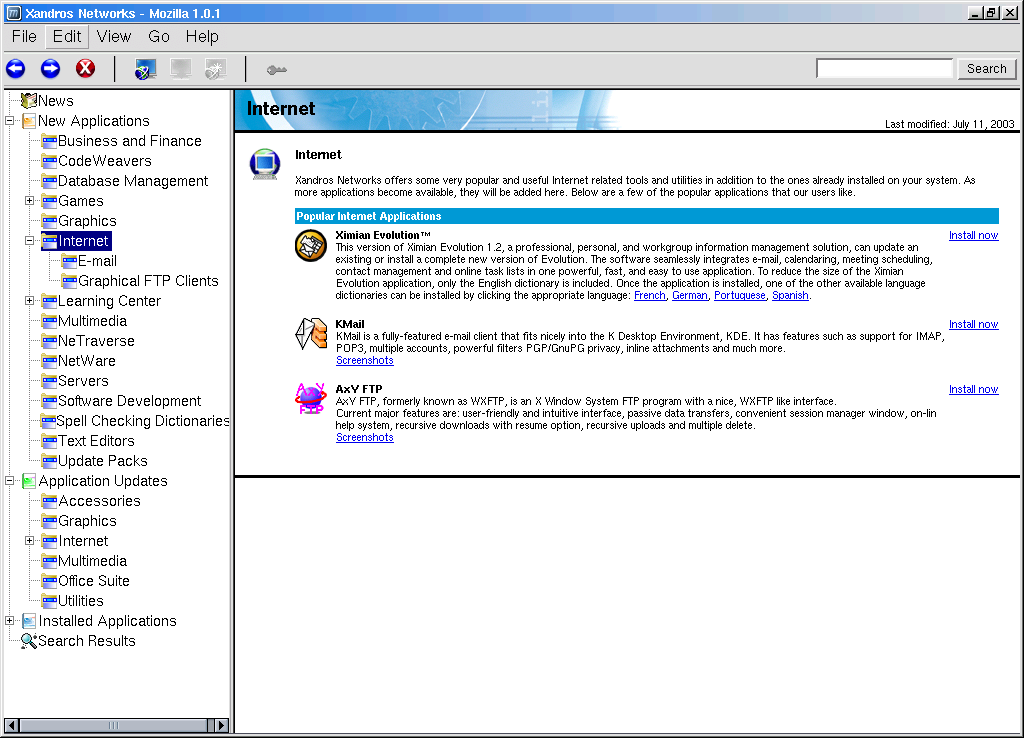 Xandros Networks - Mozilla 1.0.1
File Edit View Go Help
Search
News
New Applications
Business and Finance
CodeWeavers
Database Management
Games
Graphics
Internet
E-mail
Graphical FTP Clients
Learning Center
Multimedia
NeTraverse
NetWare
Servers
Software Development
Spell Checking Dictionaries
Text Editors
Update Packs
Application Updates
Accessories
Graphics
Internet
Multimedia
Office Suite
Utilities
Installed Applications
Search Results
Internet
Last modified: July 11, 2003
Internet
Xandros Networks offers some very popular and useful Internet related tools and utilities in addition to the ones already installed on your system. As
more applications become available, they will be added here. Below are a few of the popular applications that our users like.
Popular Internet Applications
Ximian Evolution™ Install now
This version of Ximian Evolution 1.2, a professional, personal, and workgroup information management solution, can update an
existing or install a complete new version of Evolution. The software seamlessly integrates e-mail, calendaring, meeting scheduling,
contact management and online task lists in one powerful, fast, and easy to use application. To reduce the size of the Ximian
Evolution application, only the English dictionary is included. Once the application is installed, one of the other available language
dictionaries can be installed by clicking the appropriate language: French, German, Portuguese, Spanish.
KMail Install now
KMail is a fully-featured e-mail client that fits nicely into the K Desktop Environment, KDE. It has features such as support for IMAP,
POP3, multiple accounts, powerful filters PGP/GnuPG privacy, inline attachments and much more.
Screenshots
AxY FTP
AxY FTP Install now
AxY FTP, formerly known as WXFTP, is an X Window System FTP program with a nice, WXFTP like interface.
Current major features are: user-friendly and intuitive interface, passive data transfers, convenient session manager window, on-lin
help system, recursive downloads with resume option, recursive uploads and multiple delete.
Screenshots